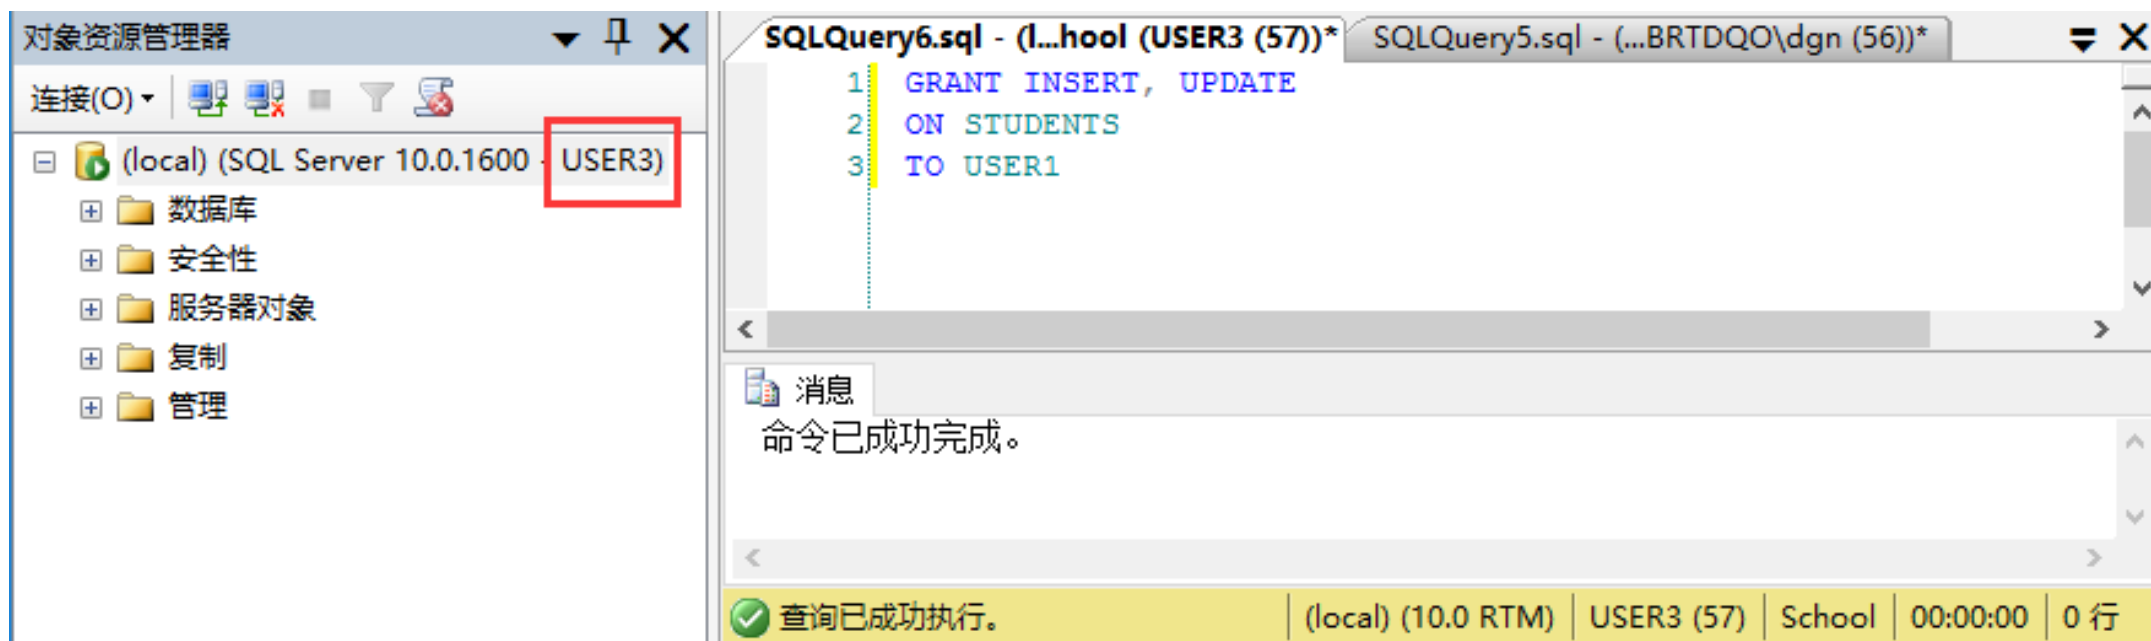 对象资源管理器
连接(O)
(local) (SQL Server 10.0.1600 - USER3)
数据库
安全性
服务器对象
复制
管理
SQLQuery6.sql - (l...hool (USER3 (57))* SQLQuery5.sql - (...BRTDQO\dgn (56))*
1 GRANT INSERT, UPDATE
2 ON STUDENTS
3 TO USER1
消息
命令已成功完成。
查询已成功执行。 (local) (10.0 RTM) USER3 (57) School 00:00:00 0 行